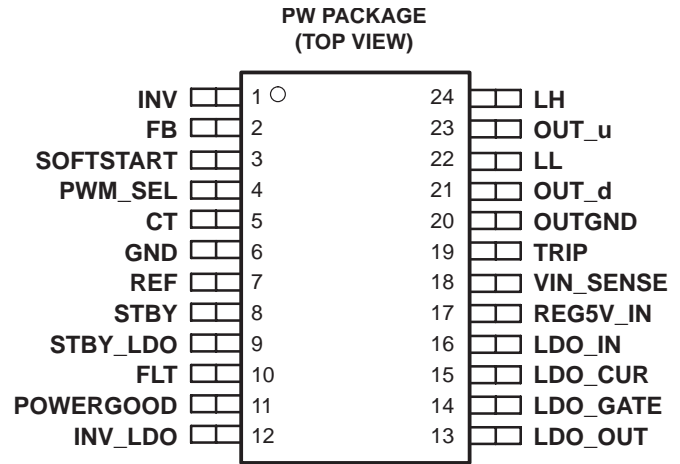 PW PACKAGE
(TOP VIEW)
INV 1 24 LH
FB 2 23 OUT_u
SOFTSTART 3 22 LL
PWM_SEL 4 21 OUT_d
CT 5 20 OUTGND
GND 6 19 TRIP
REF 7 18 VIN_SENSE
STBY 8 17 REG5V_IN
STBY_LDO 9 16 LDO_IN
FLT 10 15 LDO_CUR
POWERGOOD 11 14 LDO_GATE
INV_LDO 12 13 LDO_OUT